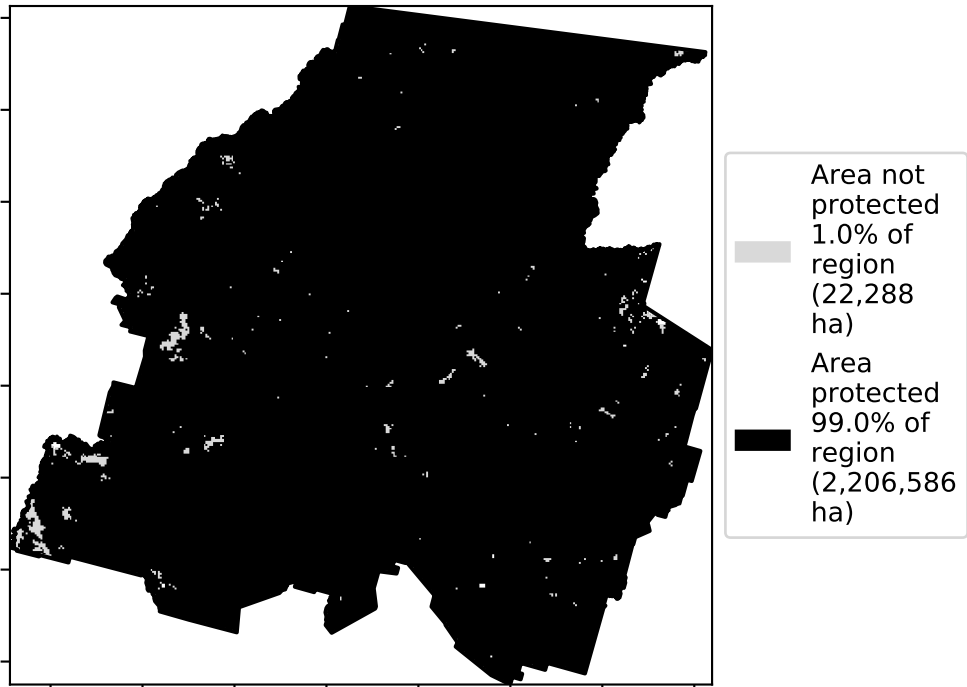 Area not
protected
1.0% of
region
(22,288
ha)
Area
protected
99.0% of
region
(2,206,586
ha)